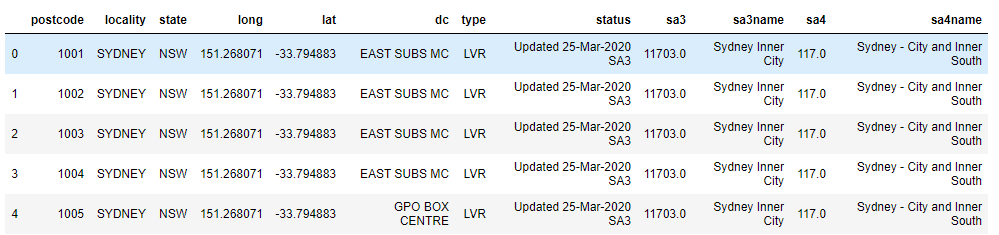 postcode locality state long lat dc type status sa3 sa3name sa4 sa4name
0 1001 SYDNEY NSW 151.268071 -33.794883 EAST SUBS MC LVR Updated 25-Mar-2020 SA3 11703.0 Sydney Inner City 117.0 Sydney - City and Inner South
1 1002 SYDNEY NSW 151.268071 -33.794883 EAST SUBS MC LVR Updated 25-Mar-2020 SA3 11703.0 Sydney Inner City 117.0 Sydney - City and Inner South
2 1003 SYDNEY NSW 151.268071 -33.794883 EAST SUBS MC LVR Updated 25-Mar-2020 SA3 11703.0 Sydney Inner City 117.0 Sydney - City and Inner South
3 1004 SYDNEY NSW 151.268071 -33.794883 EAST SUBS MC LVR Updated 25-Mar-2020 SA3 11703.0 Sydney Inner City 117.0 Sydney - City and Inner South
4 1005 SYDNEY NSW 151.268071 -33.794883 GPO BOX CENTRE LVR Updated 25-Mar-2020 SA3 11703.0 Sydney Inner City 117.0 Sydney - City and Inner South